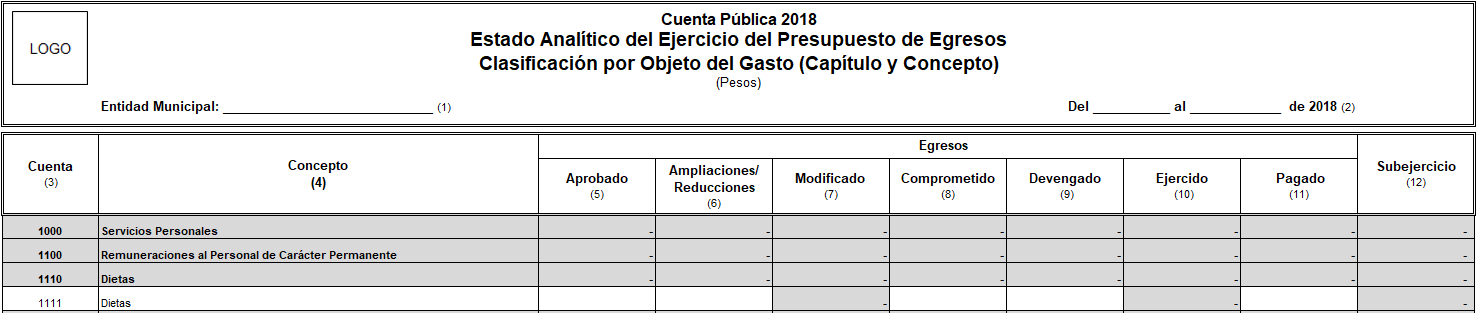 LOGO
Cuenta Pública 2018
Estado Analítico del Ejercicio del Presupuesto de Egresos
Clasificación por Objeto del Gasto (Capítulo y Concepto)
(Pesos)
Entidad Municipal: ____________________________ (1) Del __________ al ____________ de 2018 (2)
Cuenta
(3)
Concepto
(4)
Egresos
Aprobado
(5)
Ampliaciones/
Reducciones
(6)
Modificado
(7)
Comprometido
(8)
Devengado
(9)
Ejercido
(10)
Pagado
(11)
Subejercicio
(12)
1000 Servicios Personales - - - - - - - -
1100 Remuneraciones al Personal de Carácter Permanente - - - - - - - -
1110 Dietas - - - - - - - -
1111 Dietas - - -